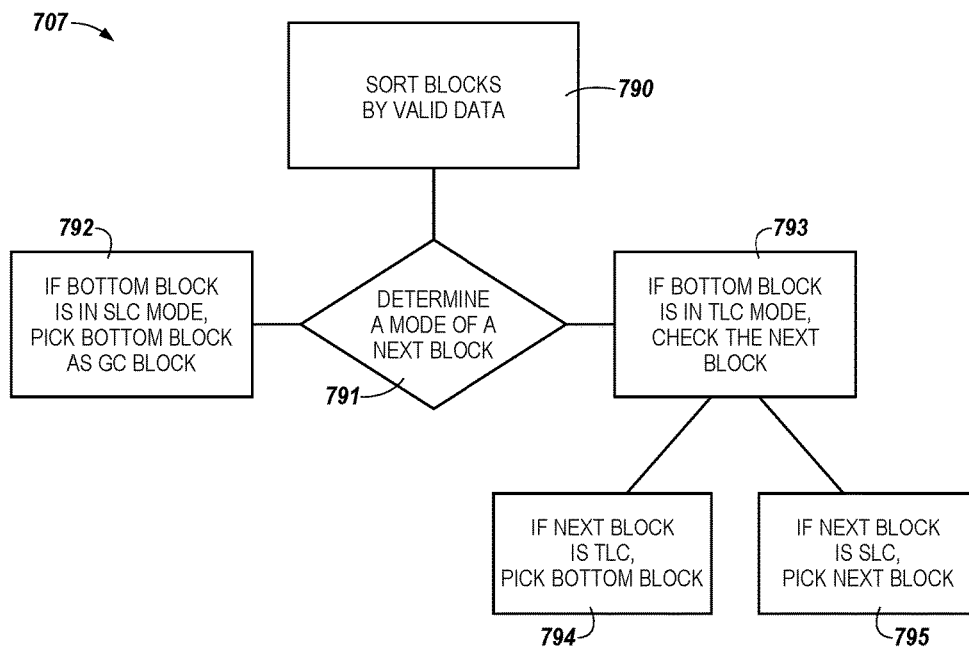 707
SORT BLOCKS
BY VALID DATA
790
792
IF BOTTOM BLOCK
IS IN SLC MODE,
PICK BOTTOM BLOCK
AS GC BLOCK
DETERMINE
A MODE OF A
NEXT BLOCK
791
793
IF BOTTOM BLOCK
IS IN TLC MODE,
CHECK THE NEXT
BLOCK
IF NEXT BLOCK
IS TLC,
PICK BOTTOM BLOCK
794
IF NEXT BLOCK
IS SLC,
PICK NEXT BLOCK
795